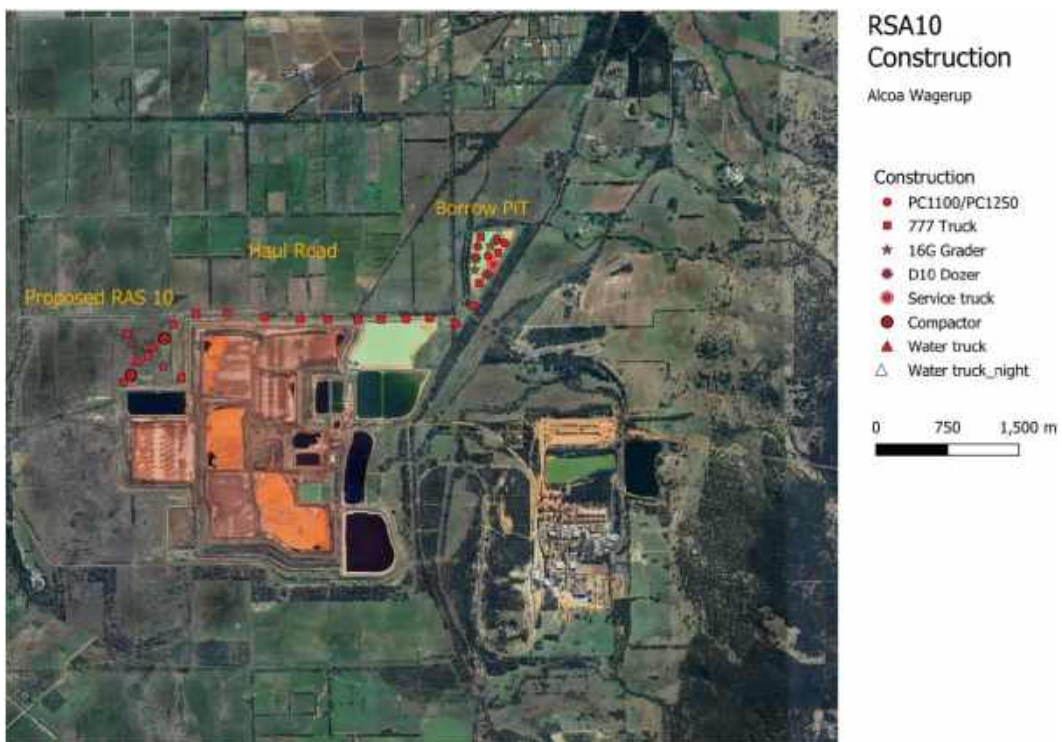 RSA10
Construction
Alcoa Wagerup
Borrow PIT
Haul Road
Proposed RAS 10
Construction
PC1100/PC1250
777 Truck
16G Grader
D10 Dozer
Service truck
Compactor
Water truck
Water truck_night
0 750 1,500 m